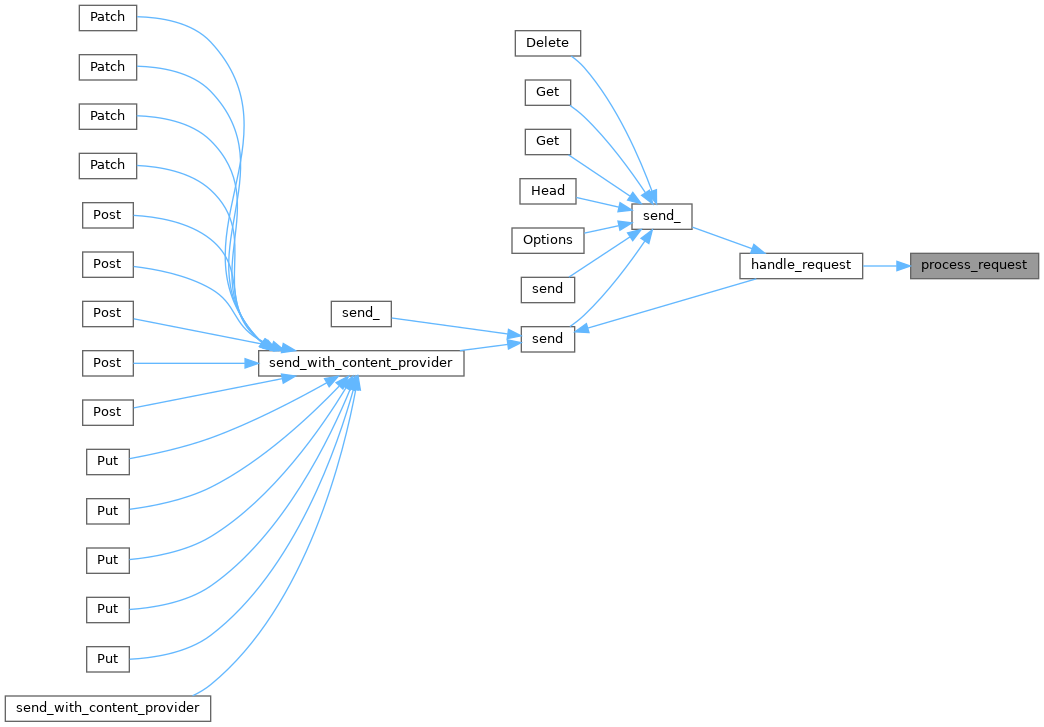 Patch
Patch
Patch
Patch
Post
Post
Post
Post
Post
Put
Put
Put
Put
Put
send_with_content_provider
send_with_content_provider
send_
Delete
Get
Get
Head
Options
send
send
send_
handle_request
process_request